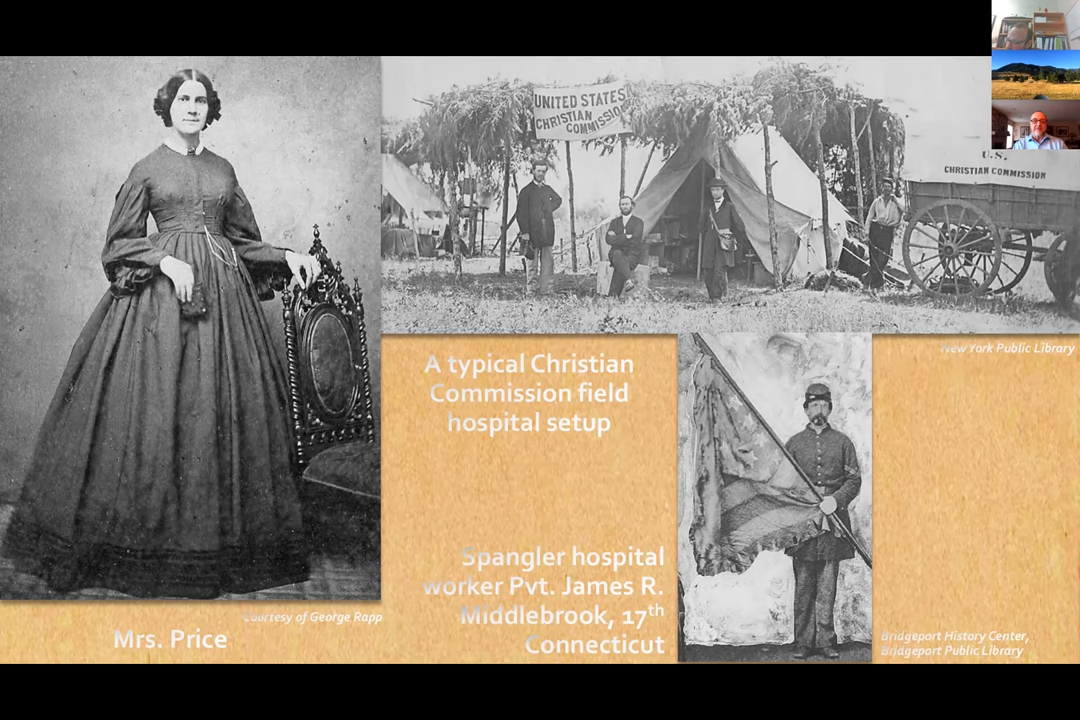 UNITED STATES
CHRISTIAN
COMMISSION
U.S.
CHRISTIAN COMMISSION
New York Public Library
A typical Christian
Commission field
hospital setup
Spangler hospital
worker Pvt. James R.
Middlebrook, 17th
Connecticut
Courtesy of George Rapp
Mrs. Price
Bridgeport History Center,
Bridgeport Public Library